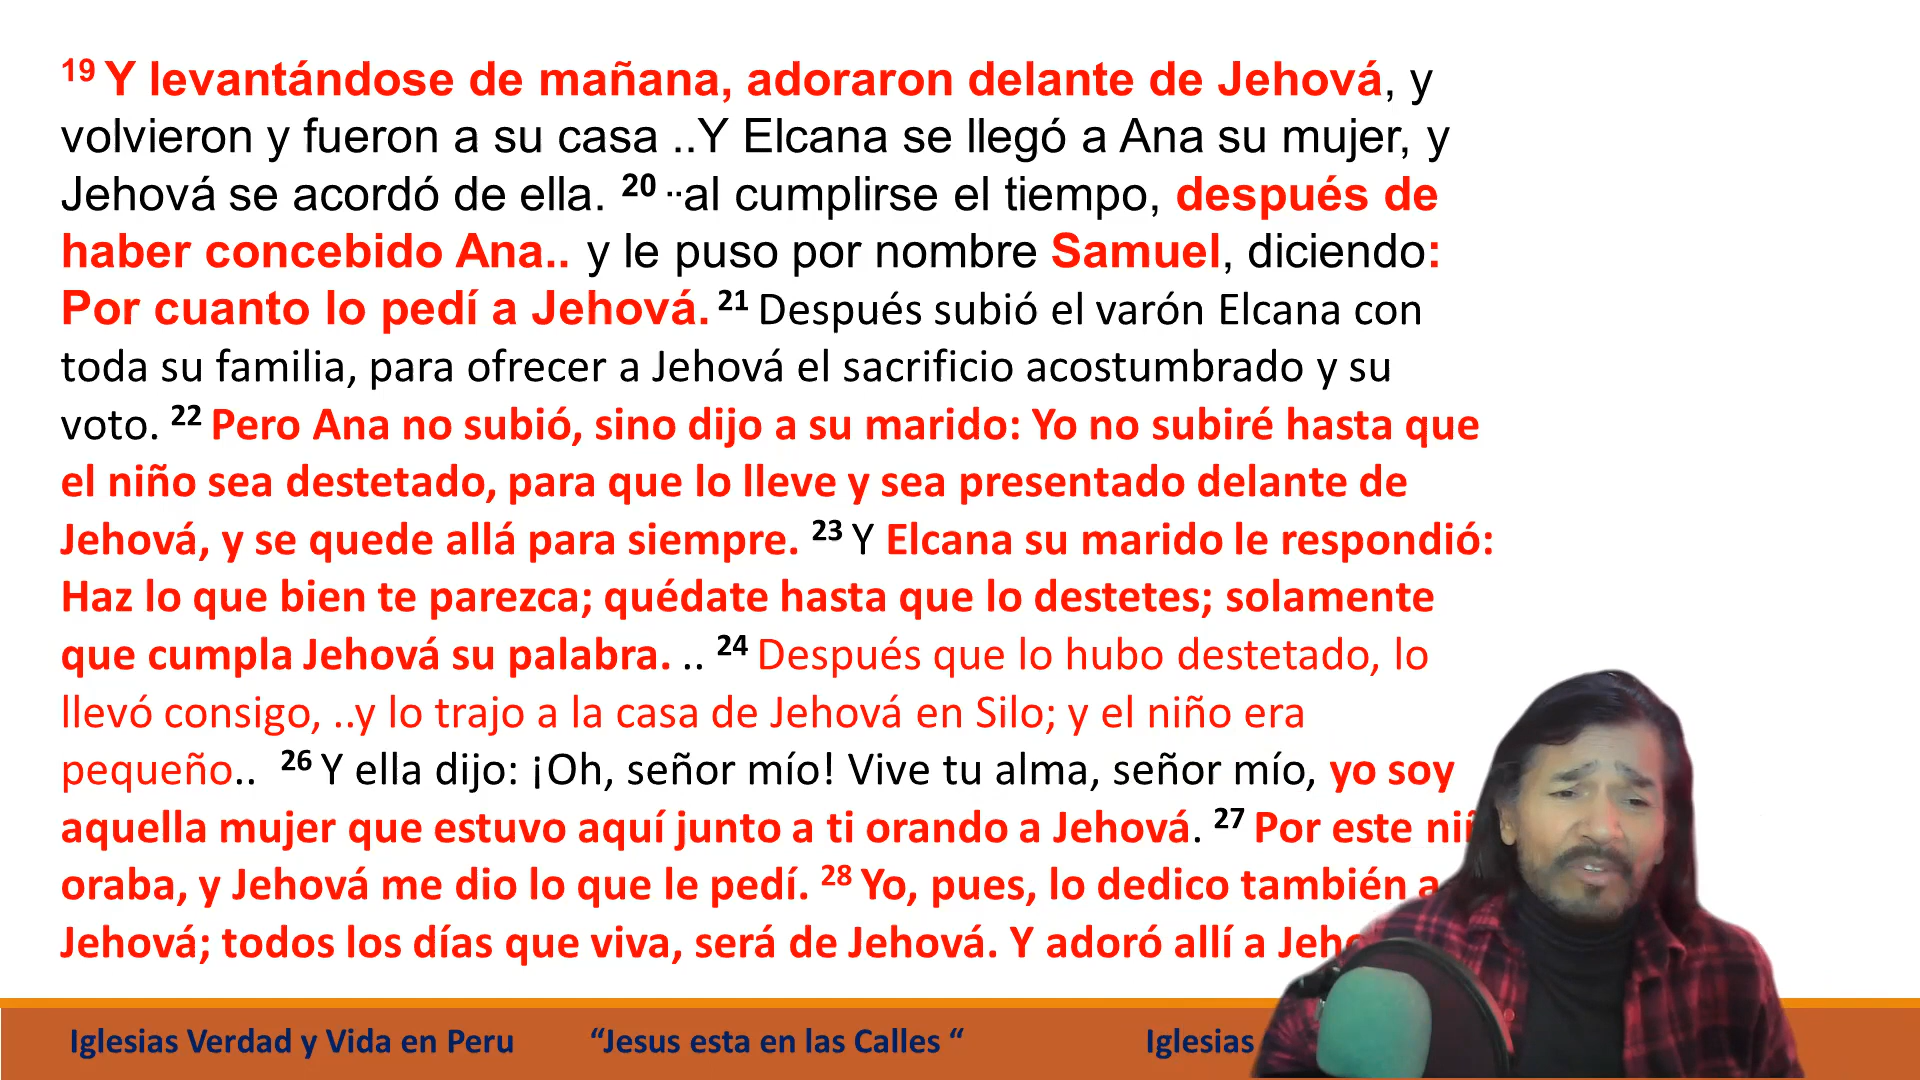 19 Y levantándose de mañana, adoraron delante de Jehová, y
volvieron y fueron a su casa ..Y Elcana se llegó a Ana su mujer, y
Jehová se acordó de ella. 20 ..al cumplirse el tiempo, después de
haber concebido Ana.. y le puso por nombre Samuel, diciendo:
Por cuanto lo pedí a Jehová. 21 Después subió el varón Elcana con
toda su familia, para ofrecer a Jehová el sacrificio acostumbrado y su
voto. 22 Pero Ana no subió, sino dijo a su marido: Yo no subiré hasta que
el niño sea destetado, para que lo lleve y sea presentado delante de
Jehová, y se quede allá para siempre. 23 Y Elcana su marido le respondió:
Haz lo que bien te parezca; quédate hasta que lo destetes; solamente
que cumpla Jehová su palabra. .. 24 Después que lo hubo destetado, lo
llevó consigo, ..y lo trajo a la casa de Jehová en Silo; y el niño era
pequeño.. 26 Y ella dijo: ¡Oh, señor mío! Vive tu alma, señor mío, yo soy
aquella mujer que estuvo aquí junto a ti orando a Jehová. 27 Por este
oraba, y Jehová me dio lo que le pedí. 28 Yo, pues, lo dedico también a
Jehová; todos los días que viva, será de Jehová. Y adoró allí a
Iglesias Verdad y Vida en Peru “Jesus esta en las Calles “ Iglesias